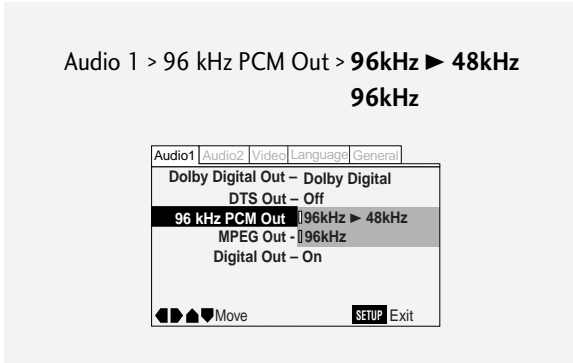 Audio 1 > 96 kHz PCM Out > 96kHz ► 48kHz
96kHz
Audio1 Audio2 Video Language General
Dolby Digital Out – Dolby Digital
DTS Out – Off
96 kHz PCM Out 96kHz ► 48kHz
MPEG Out - 96kHz
Digital Out – On
Move SETUP Exit